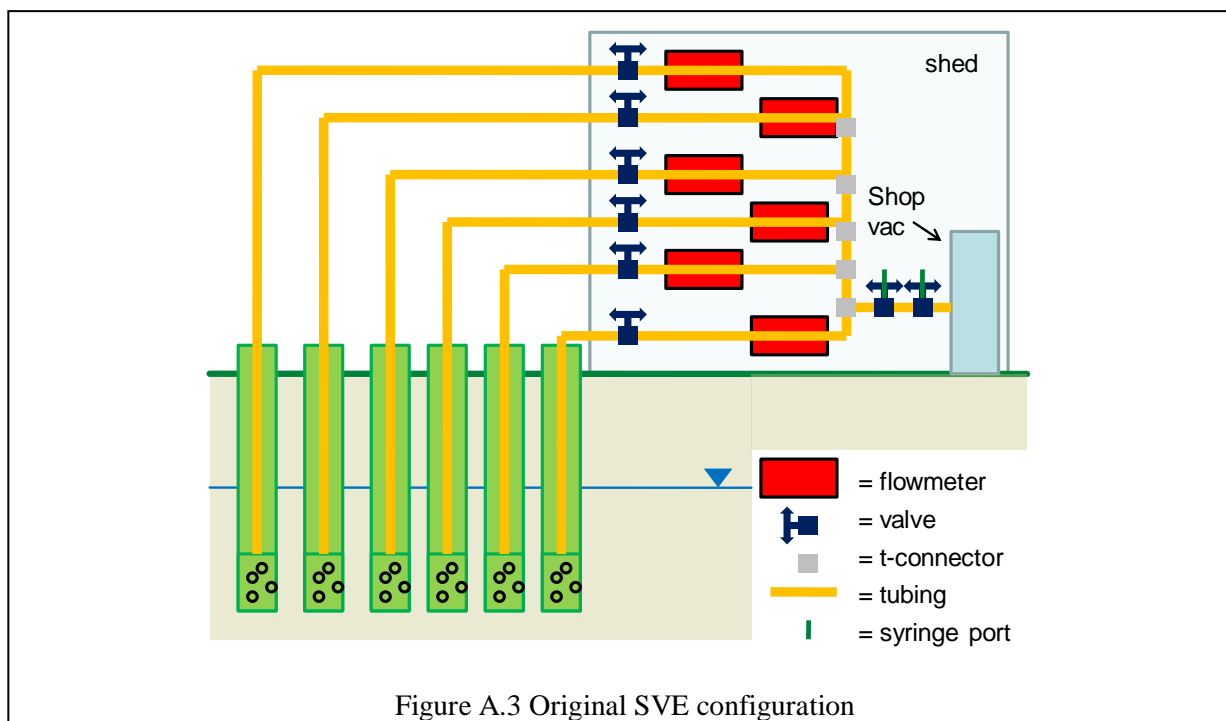 shed
Shop
vac
= flowmeter
= valve
= t-connector
= tubing
= syringe port
Figure A.3 Original SVE configuration